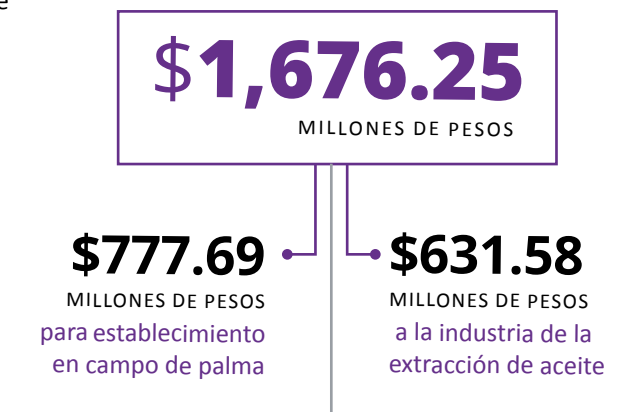 $1,676.25
MILLONES DE PESOS
$777.69
MILLONES DE PESOS
para establecimiento
en campo de palma
$631.58
MILLONES DE PESOS
a la industria de la
extracción de aceite